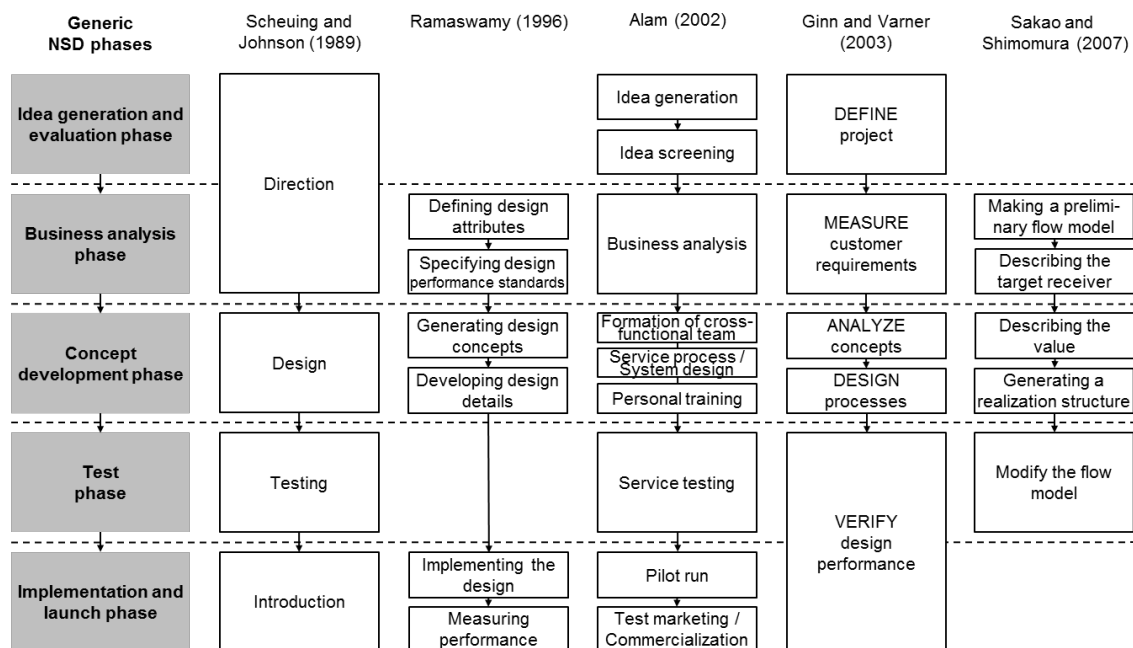 Generic
NSD phases
Scheuing and
Johnson (1989)
Ramaswamy (1996)
Alam (2002)
Ginn and Varner
(2003)
Sakao and
Shimomura (2007)
Idea generation and
evaluation phase
Business analysis
phase
Concept
development phase
Test
phase
Implementation and
launch phase
Direction
Design
Testing
Introduction
Defining design
attributes
Specifying design
performance standards
Generating design
concepts
Developing design
details
Implementing the
design
Measuring
performance
Idea generation
Idea screening
Business analysis
Formation of cross-
functional team
Service process /
System design
Personal training
Service testing
Pilot run
Test marketing /
Commercialization
DEFINE
project
MEASURE
customer
requirements
ANALYZE
concepts
DESIGN
processes
VERIFY
design
performance
Making a prelimi-
nary flow model
Describing the
target receiver
Describing the
value
Generating a
realization structure
Modify the flow
model